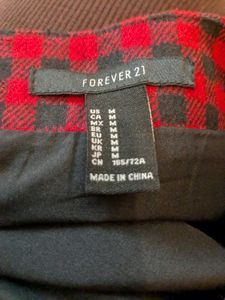 FOREVER 21
US M
CA M
MX M
BR M
EU M
UK M
KR M
JP M
CN 165/72A
MADE IN CHINA